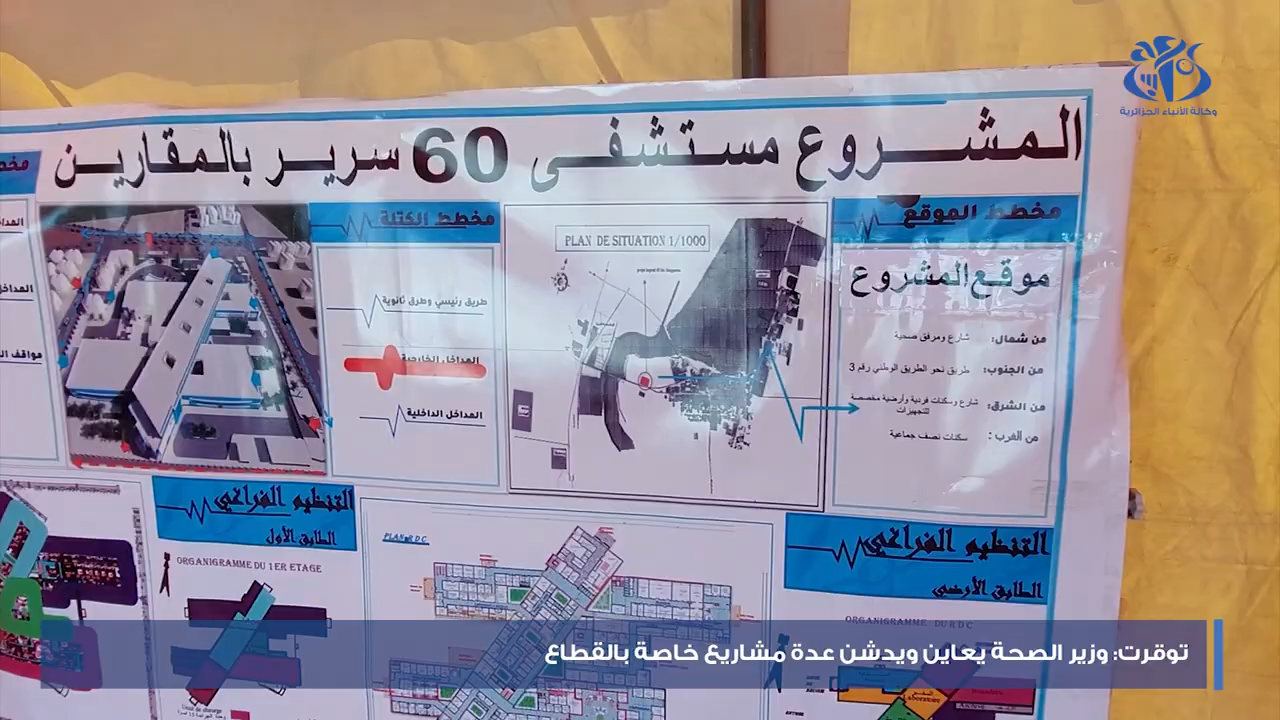 وكالة الأنباء الجزائرية
المشروع مستشفى 60 سرير بالمقارين
مخطط الموقع
موقع المشروع
من شمال: شارع ومرفق صحية
من الجنوب: طريق نحو الطريق الوطني رقم 3
من الشرق: شارع وسكنات فردية وأرضية مخصصة
للتجهيزات
من الغرب: سكنات نصف جماعية
PLAN DE SITUATION 1/1000
مخطط الكتلة
طريق رئيسي وطرق ثانوية
المداخل الخارجية
المداخل الداخلية
مواقف
التنظيم الفراغي
الطابق الأرضي
ORGANIGRAMME DU R D C
PLAN R D C
التنظيم الفراغي
الطابق الأول
ORGANIGRAMME DU 1ER ETAGE
توقرت: وزير الصحة يعاين ويدشن عدة مشاريع خاصة بالقطاع